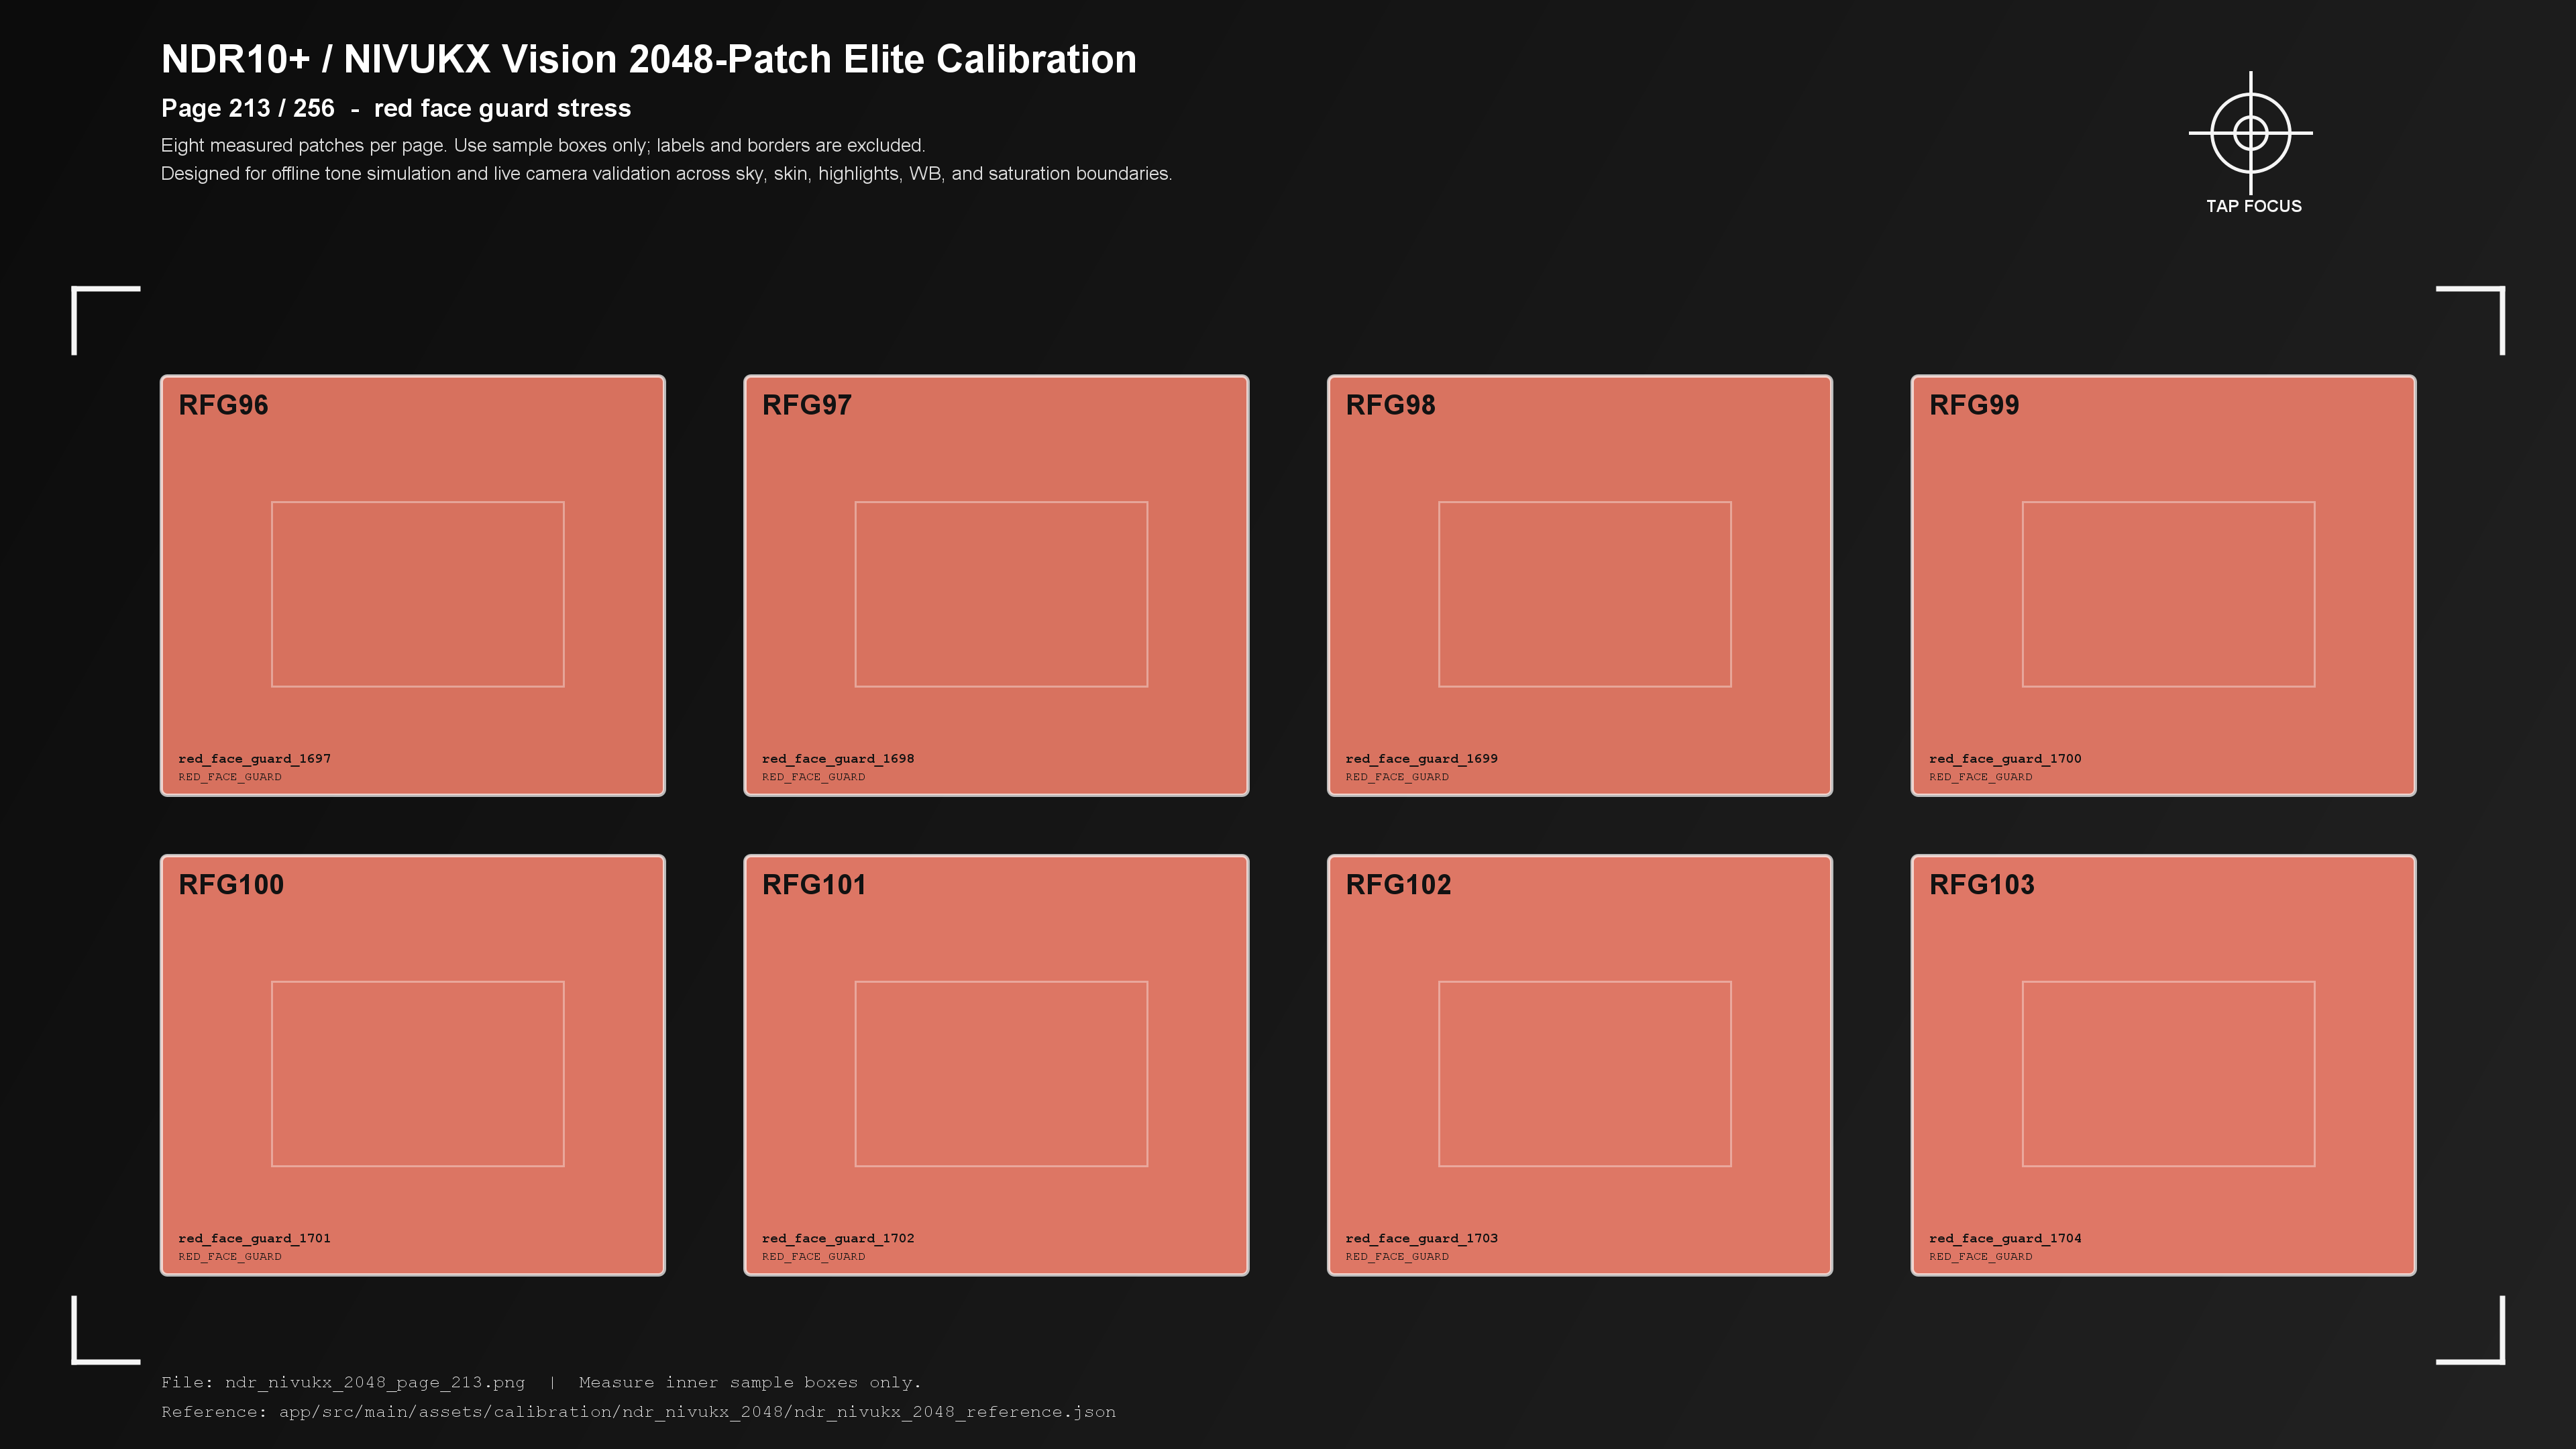 NDR10+ / NIVUKX Vision 2048-Patch Elite Calibration
Page 213 / 256 - red face guard stress
Eight measured patches per page. Use sample boxes only; labels and borders are excluded.
Designed for offline tone simulation and live camera validation across sky, skin, highlights, WB, and saturation boundaries.
TAP FOCUS
RFG96
red_face_guard_1697
RED_FACE_GUARD
RFG97
red_face_guard_1698
RED_FACE_GUARD
RFG98
red_face_guard_1699
RED_FACE_GUARD
RFG99
red_face_guard_1700
RED_FACE_GUARD
RFG100
red_face_guard_1701
RED_FACE_GUARD
RFG101
red_face_guard_1702
RED_FACE_GUARD
RFG102
red_face_guard_1703
RED_FACE_GUARD
RFG103
red_face_guard_1704
RED_FACE_GUARD
File: ndr_nivukx_2048_page_213.png | Measure inner sample boxes only.
Reference: app/src/main/assets/calibration/ndr_nivukx_2048/ndr_nivukx_2048_reference.json